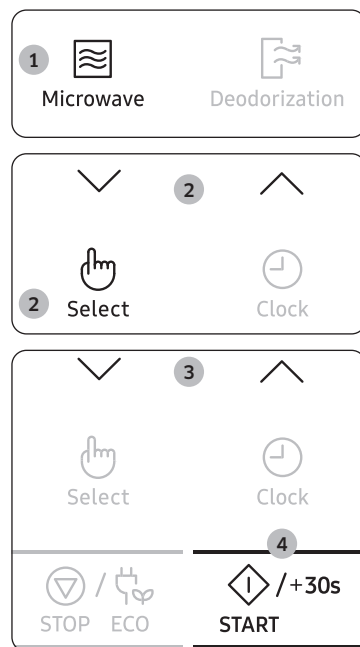 1
Microwave Deodorization
2
2 Select Clock
3
Select Clock
4
/ / +30s
STOP ECO START